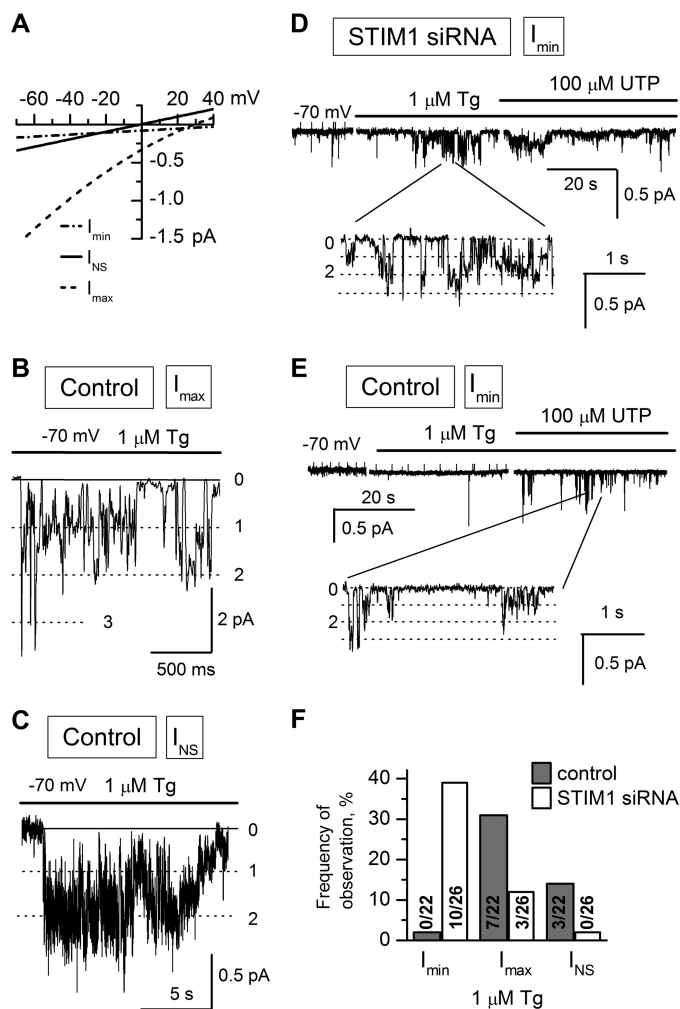 A
-60 -40 -20 20 40 mV
-0.5
-1.0
-1.5 pA
Imin
INS
Imax
B
Control Imax
-70 mV 1 μM Tg
0
1
2
3
2 pA
500 ms
C
Control INS
-70 mV 1 μM Tg
0
1
2
0.5 pA
5 s
D
STIM1 siRNA Imin
100 μM UTP
-70 mV 1 μM Tg
20 s 0.5 pA
0
2
1 s
0.5 pA
E
Control Imin
100 μM UTP
-70 mV 1 μM Tg
20 s
0.5 pA
0
2
1 s
0.5 pA
F
control
STIM1 siRNA
Frequency of
observation, %
40
30
20
10
0
0/22 10/26 7/22 3/26 3/22 0/26
Imin Imax INS
1 μM Tg